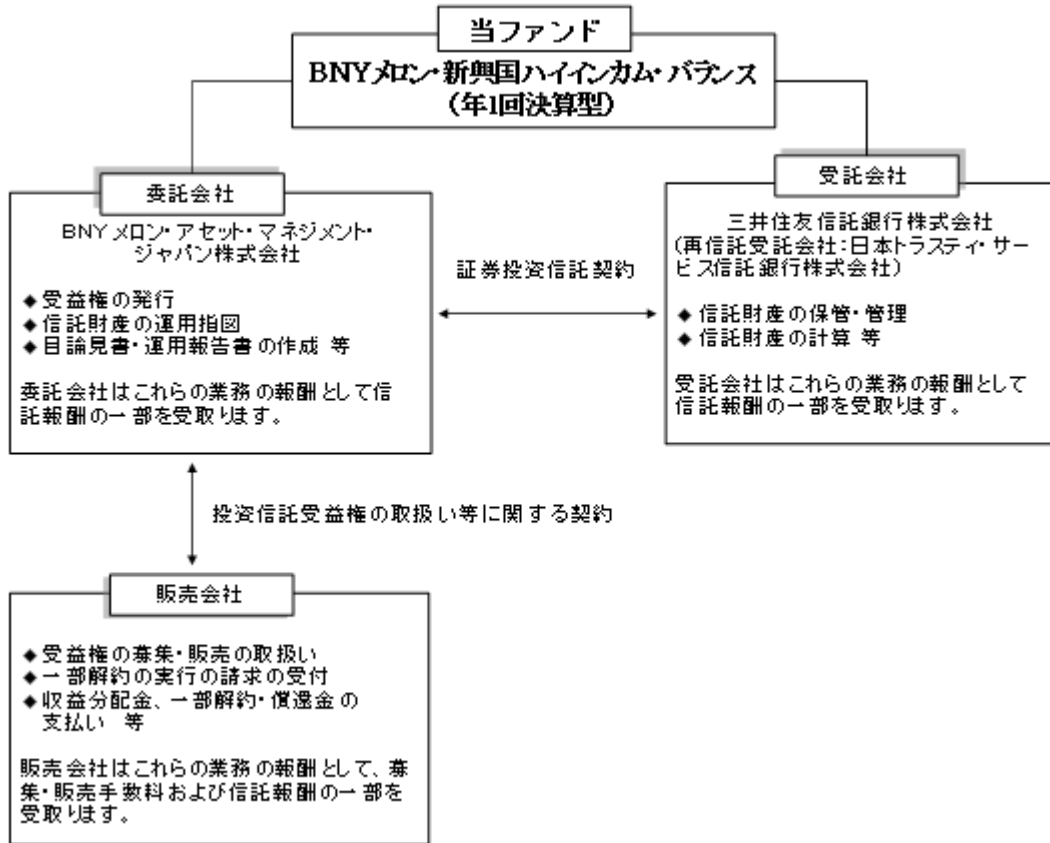 当ファンド
BNYメロン・新興国ハイインカム・バランス
(年1回決算型)
委託会社
BNYメロン・アセット・マネジメント・
ジャパン株式会社
◆受益権の発行
◆信託財産の運用指図
◆目論見書・運用報告書の作成 等
委託会社はこれらの業務の報酬として信
託報酬の一部を受取ります。
証券投資信託契約
受託会社
三井住友信託銀行株式会社
(再信託受託会社:日本トラスティ・サー
ビス信託銀行株式会社)
◆信託財産の保管・管理
◆信託財産の計算 等
受託会社はこれらの業務の報酬として
信託報酬の一部を受取ります。
投資信託受益権の取扱い等に関する契約
販売会社
◆受益権の募集・販売の取扱い
◆一部解約の実行の請求の受付
◆収益分配金、一部解約・償還金の
支払い 等
販売会社はこれらの業務の報酬として、募
集・販売手数料および信託報酬の一部を
受取ります。